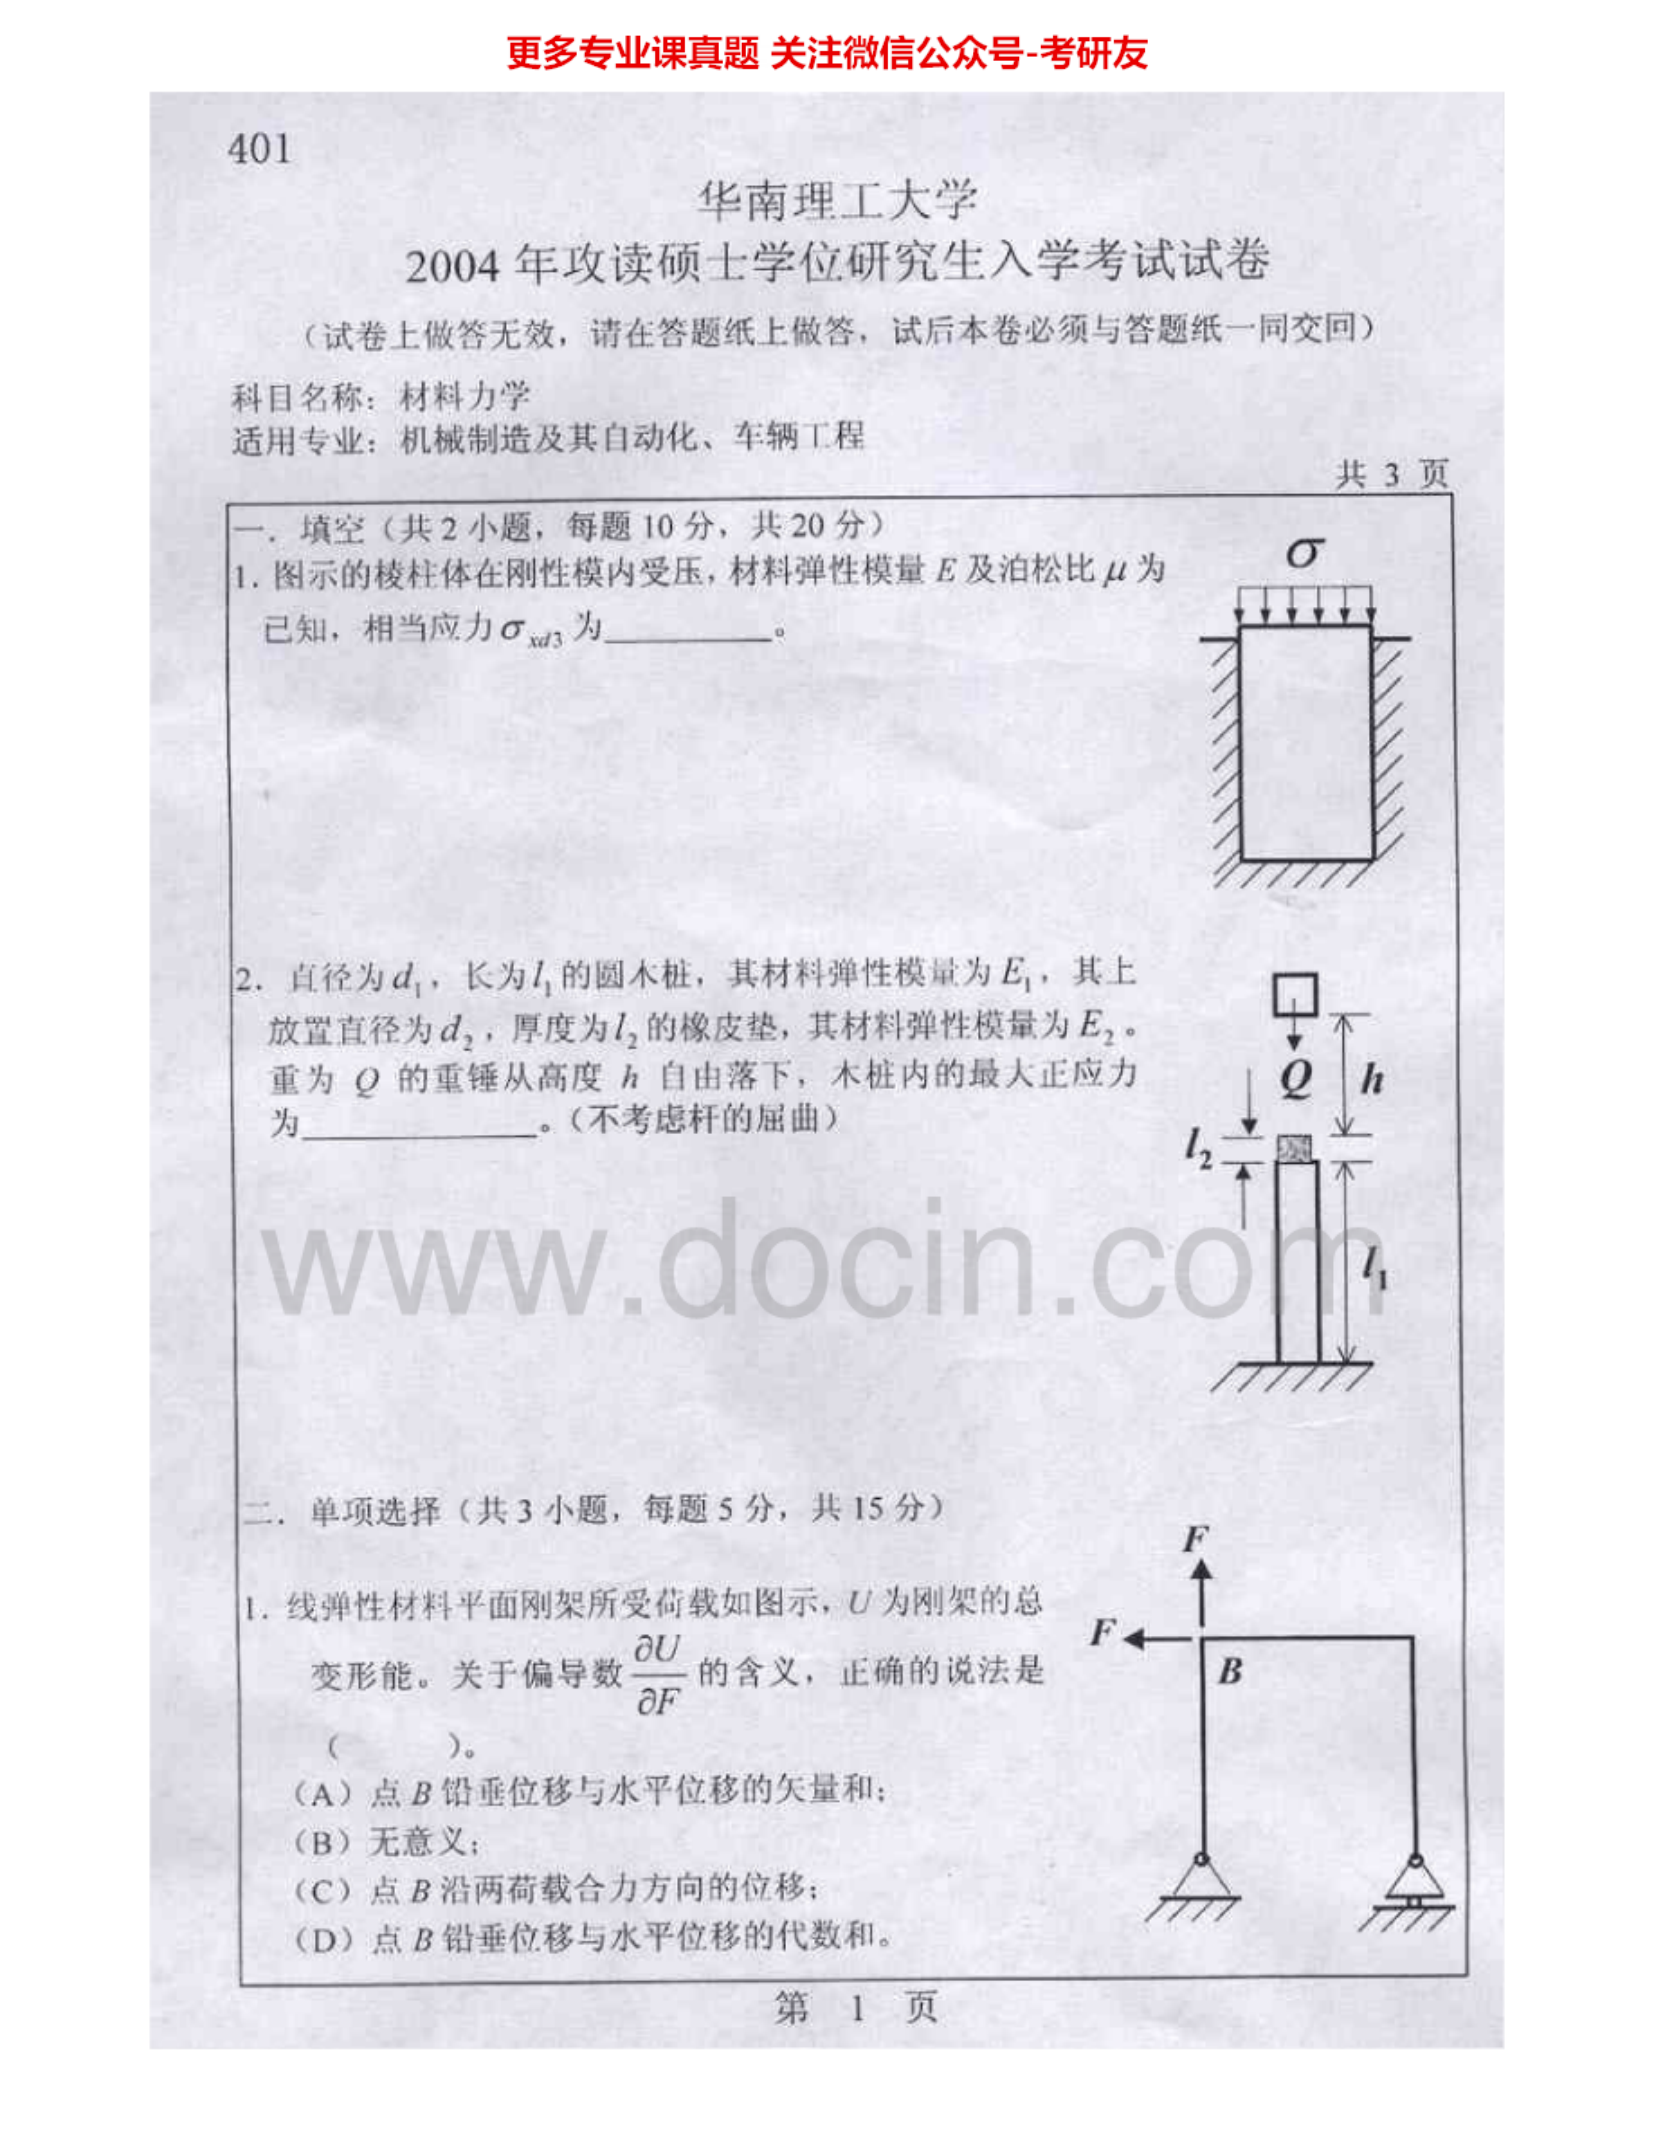 更多专业课真题 关注微信公众号-考研友
401
华南理工大学
2004 年攻读硕士学位研究生入学考试试卷
（试卷上做答无效，请在答题纸上做答，试后本卷必须与答题纸一同交回）
科目名称：材料力学
适用专业：机械制造及其自动化、车辆工程
共 3 页
一．填空（共 2 小题，每题 10 分，共 20 分）
1. 图示的棱柱体在刚性模内受压，材料弹性模量 E 及泊松比 μ 为
已知，相当应力 σxd3 为__________。
σ
2．直径为 d1，长为 l1 的圆木桩，其材料弹性模量为 E1，其上
放置直径为 d2，厚度为 l2 的橡皮垫，其材料弹性模量为 E2。
重为 Q 的重锤从高度 h 自由落下，木桩内的最大正应力
为______________。（不考虑杆的屈曲）
Q
h
l2
l1
www.docin.com
二．单项选择（共 3 小题，每题 5 分，共 15 分）
1. 线弹性材料平面刚架所受荷载如图示，U 为刚架的总
变形能。关于偏导数 ∂U/∂F 的含义，正确的说法是
（ ）。
（A）点 B 铅垂位移与水平位移的矢量和；
（B）无意义；
（C）点 B 沿两荷载合力方向的位移；
（D）点 B 铅垂位移与水平位移的代数和。
F
F
B
第 1 页